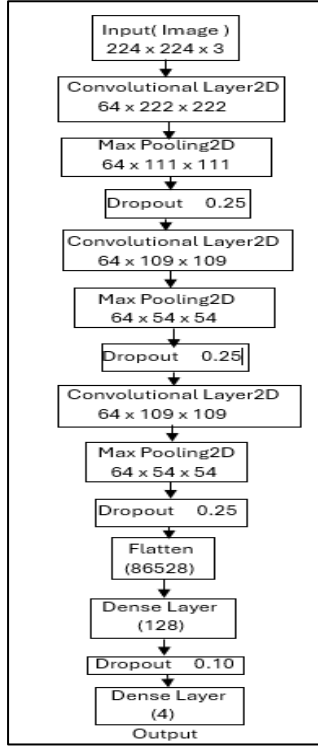 Input( Image )
224 x 224 x 3
Convolutional Layer2D
64 x 222 x 222
Max Pooling2D
64 x 111 x 111
Dropout 0.25
Convolutional Layer2D
64 x 109 x 109
Max Pooling2D
64 x 54 x 54
Dropout 0.25
Convolutional Layer2D
64 x 109 x 109
Max Pooling2D
64 x 54 x 54
Dropout 0.25
Flatten
(86528)
Dense Layer
(128)
Dropout 0.10
Dense Layer
(4)
Output